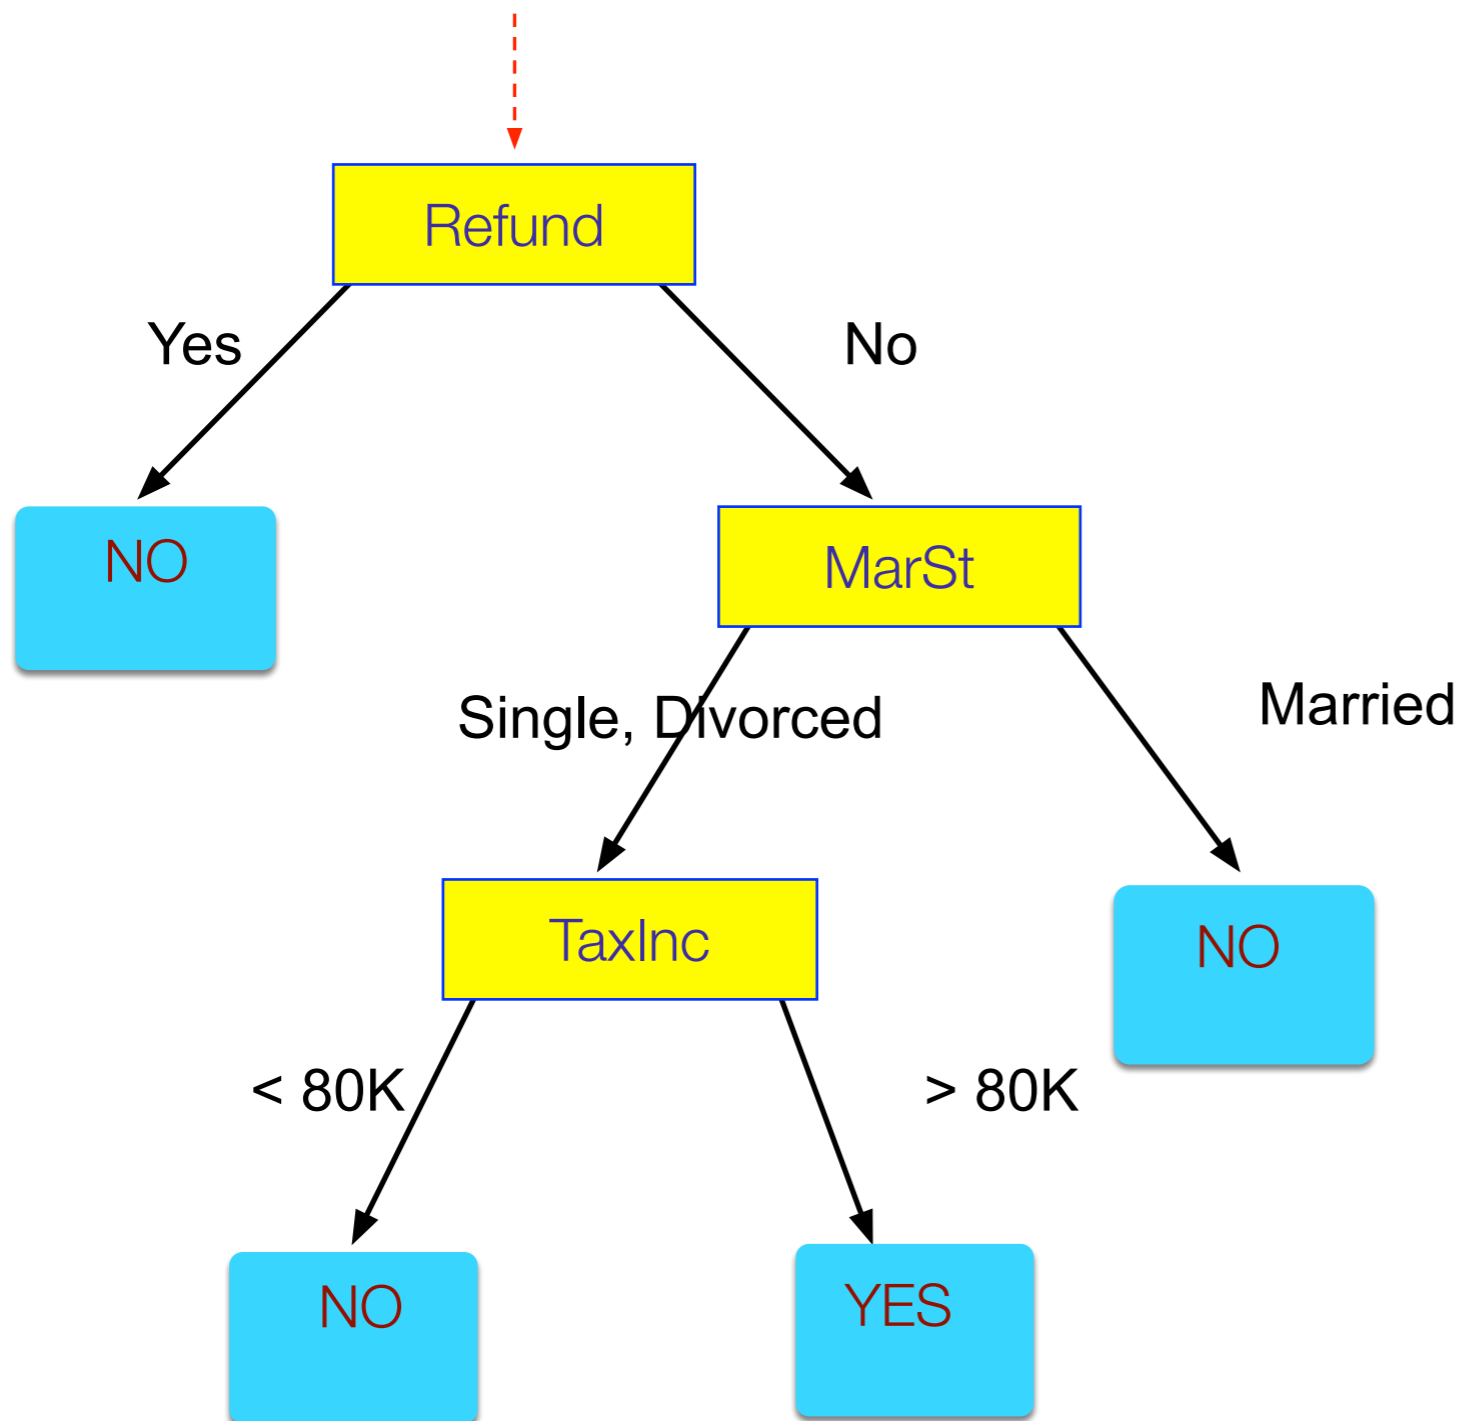 Refund
Yes
No
NO
MarSt
Single, Divorced
Married
TaxInc
NO
< 80K
> 80K
NO
YES